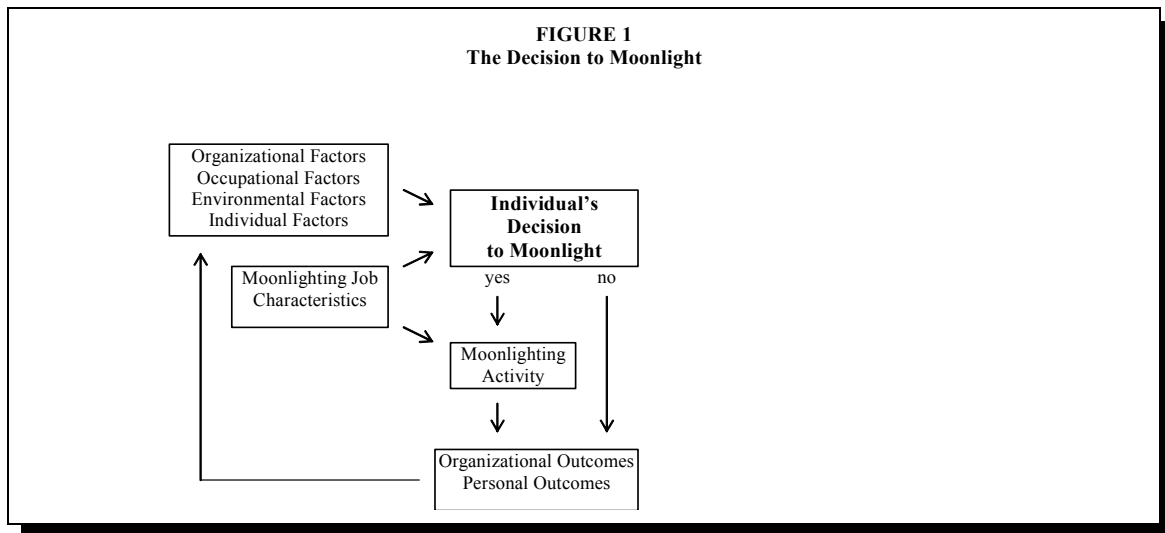 FIGURE 1
The Decision to Moonlight
Organizational Factors
Occupational Factors
Environmental Factors
Individual Factors
Individual’s
Decision
to Moonlight
yes no
Moonlighting Job
Characteristics
Moonlighting
Activity
Organizational Outcomes
Personal Outcomes